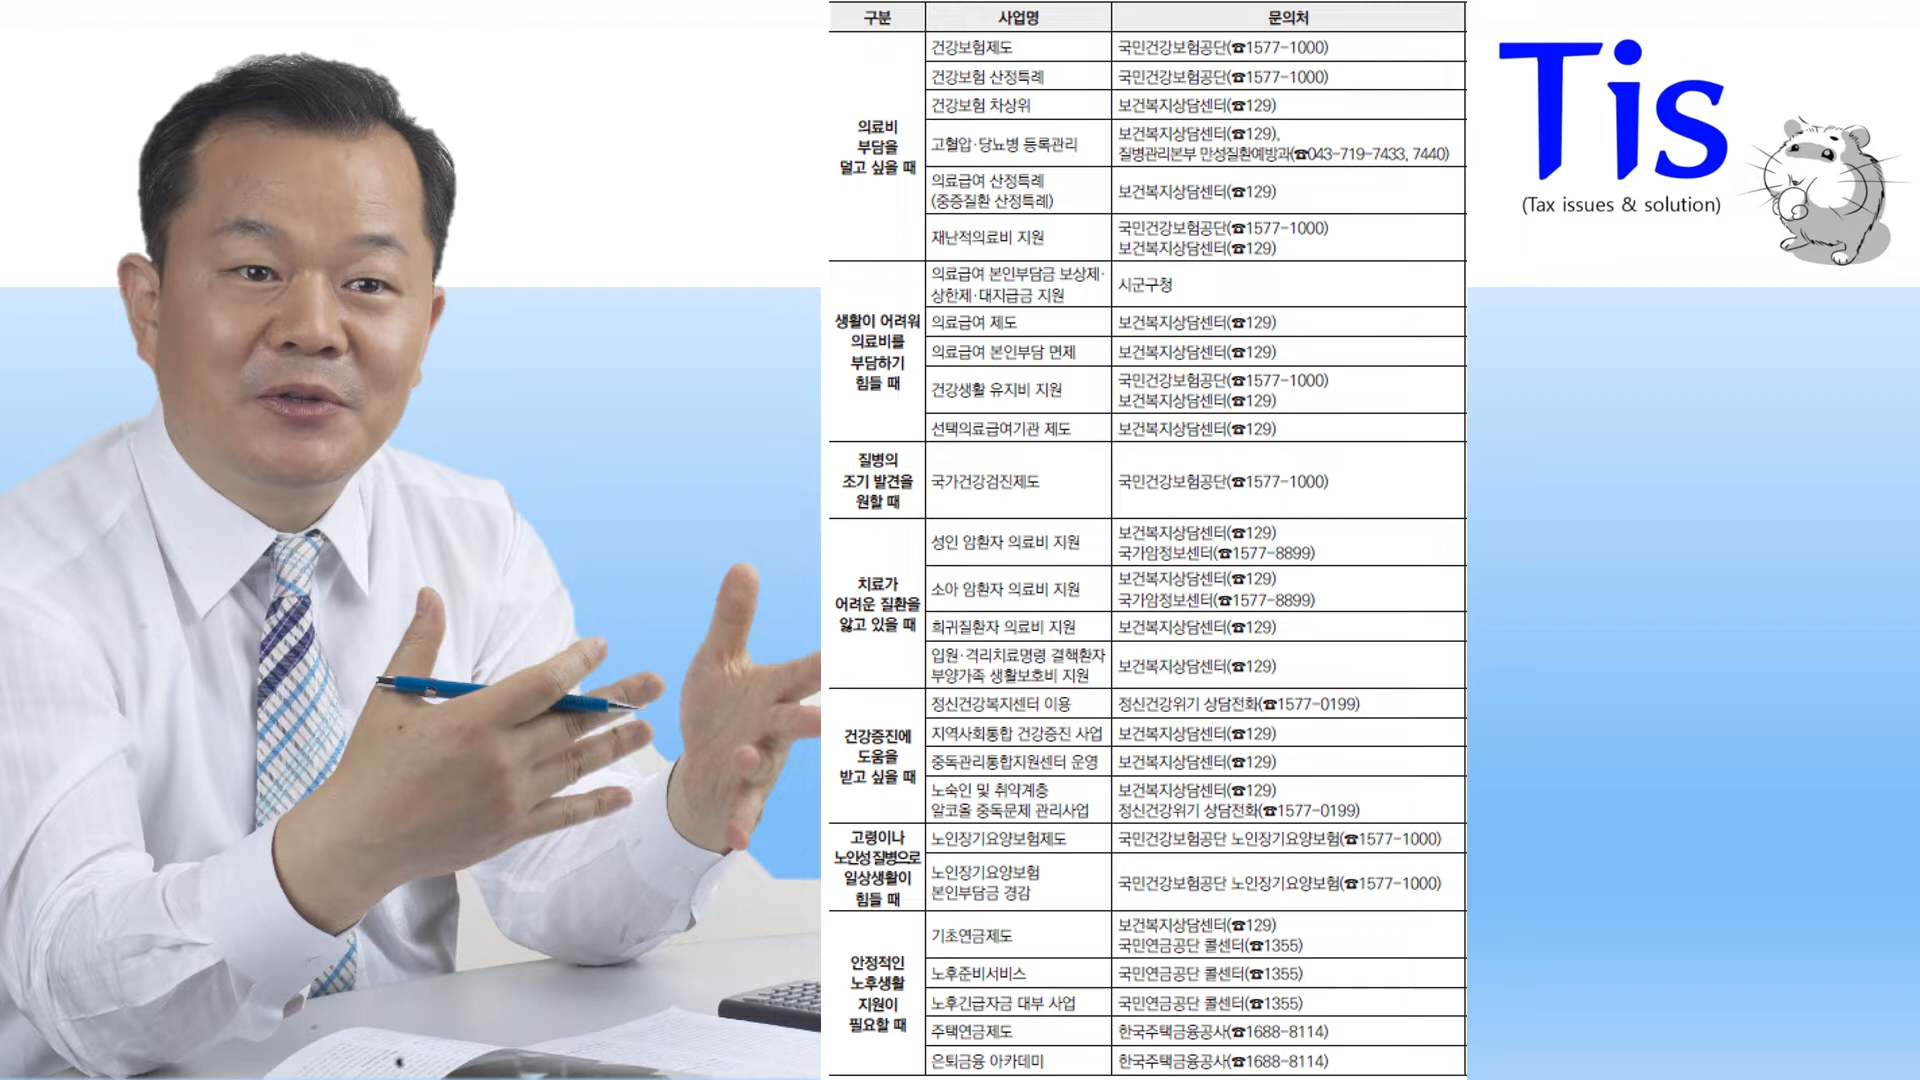 구분 사업명 문의처
의료비
부담을
덜고 싶을 때
건강보험제도 국민건강보험공단(☎1577-1000)
건강보험 산정특례 국민건강보험공단(☎1577-1000)
건강보험 차상위 보건복지상담센터(☎129)
고혈압·당뇨병 등록관리 보건복지상담센터(☎129),
질병관리본부 만성질환예방과(☎043-719-7433, 7440)
의료급여 산정특례
(중증질환 산정특례) 보건복지상담센터(☎129)
재난적의료비 지원 국민건강보험공단(☎1577-1000)
보건복지상담센터(☎129)
생활이 어려워
의료비를
부담하기
힘들 때
의료급여 본인부담금 보상제·
상한제·대지급금 지원 시군구청
의료급여 제도 보건복지상담센터(☎129)
의료급여 본인부담 면제 보건복지상담센터(☎129)
건강생활 유지비 지원 국민건강보험공단(☎1577-1000)
보건복지상담센터(☎129)
선택의료급여기관 제도 보건복지상담센터(☎129)
질병의
조기 발견을
원할 때
국가건강검진제도 국민건강보험공단(☎1577-1000)
치료가
어려운 질환을
앓고 있을 때
성인 암환자 의료비 지원 보건복지상담센터(☎129)
국가암정보센터(☎1577-8899)
소아 암환자 의료비 지원 보건복지상담센터(☎129)
국가암정보센터(☎1577-8899)
희귀질환자 의료비 지원 보건복지상담센터(☎129)
입원·격리치료명령 결핵환자
부양가족 생활보호비 지원 보건복지상담센터(☎129)
건강증진에
도움을
받고 싶을 때
정신건강복지센터 이용 정신건강위기 상담전화(☎1577-0199)
지역사회통합 건강증진 사업 보건복지상담센터(☎129)
중독관리통합지원센터 운영 보건복지상담센터(☎129)
노숙인 및 취약계층
알코올 중독문제 관리사업 보건복지상담센터(☎129)
정신건강위기 상담전화(☎1577-0199)
고령이나
노인성 질병으로
일상생활이
힘들 때
노인장기요양보험제도 국민건강보험공단 노인장기요양보험(☎1577-1000)
노인장기요양보험
본인부담금 경감 국민건강보험공단 노인장기요양보험(☎1577-1000)
안정적인
노후생활
지원이
필요할 때
기초연금제도 보건복지상담센터(☎129)
국민연금공단 콜센터(☎1355)
노후준비서비스 국민연금공단 콜센터(☎1355)
노후긴급자금 대부 사업 국민연금공단 콜센터(☎1355)
주택연금제도 한국주택금융공사(☎1688-8114)
은퇴금융 아카데미 한국주택금융공사(☎1688-8114)
Tis
(Tax issues & solution)